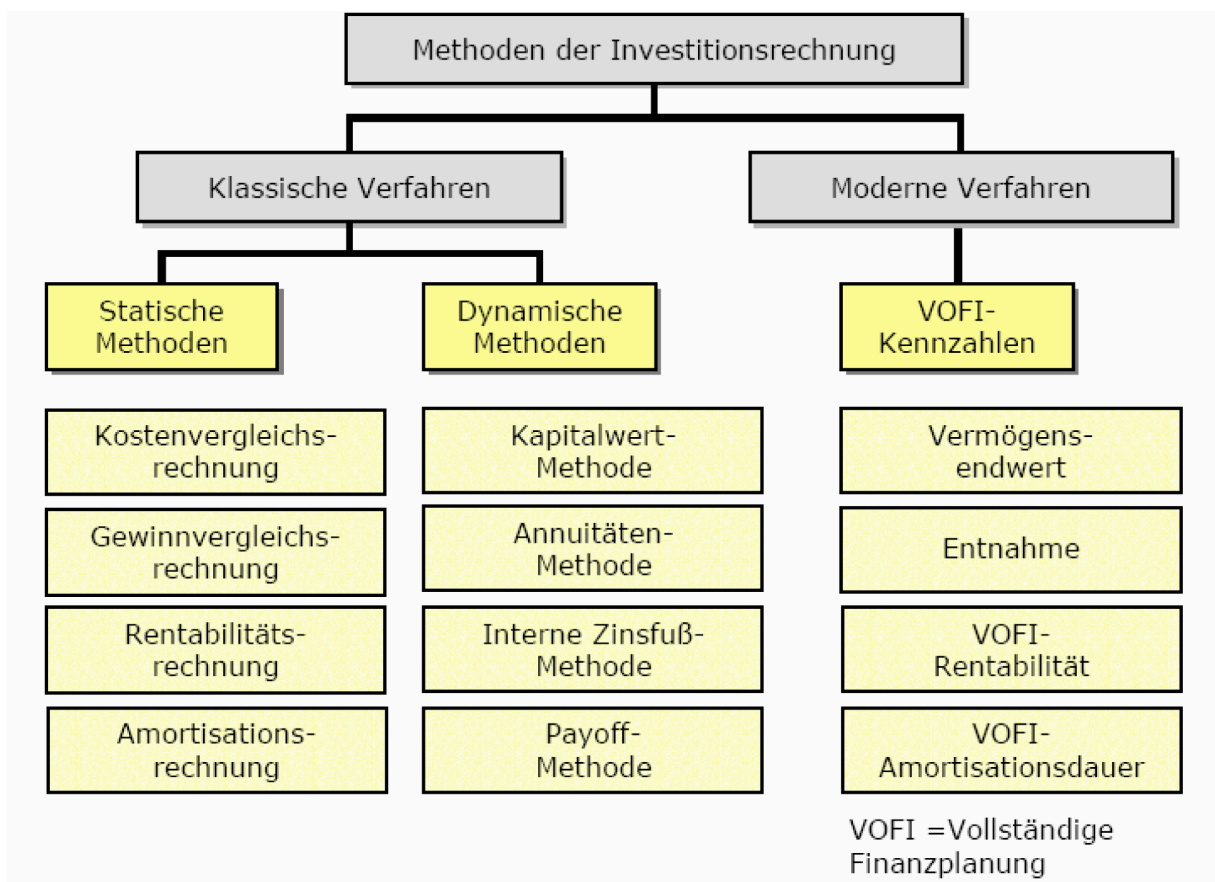 Methoden der Investitionsrechnung
Klassische Verfahren
Moderne Verfahren
Statische
Methoden
Dynamische
Methoden
VOFI-
Kennzahlen
Kostenvergleichs-
rechnung
Kapitalwert-
Methode
Vermögens-
endwert
Gewinnvergleichs-
rechnung
Annuitäten-
Methode
Entnahme
Rentabilitäts-
rechnung
Interne Zinsfuß-
Methode
VOFI-
Rentabilität
Amortisations-
rechnung
Payoff-
Methode
VOFI-
Amortisationsdauer
VOFI =Vollständige
Finanzplanung